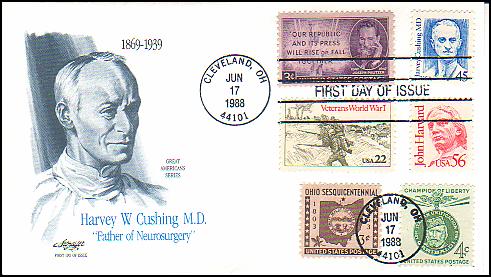 1869-1939
GREAT
AMERICANS
SERIES
Harvey W Cushing M.D.
"Father of Neurosurgery"
FIRST DAY OF ISSUE
CLEVELAND, OH
JUN
17
1988
44101
OUR REPUBLIC
AND ITS PRESS
WILL RISE OR FALL
TOGETHER
JOSEPH PULITZER
3¢ UNITED STATES POSTAGE
Harvey Cushing MD
45
FIRST DAY OF ISSUE
Veterans World War I
USA 22
John Harvard
USA 56
OHIO SESQUICENTENNIAL
1803
1953
3¢
UNITED STATES POSTAGE
CHAMPION OF LIBERTY
4¢
U.S. POSTAGE
CLEVELAND, OH
JUN
17
1988
44101